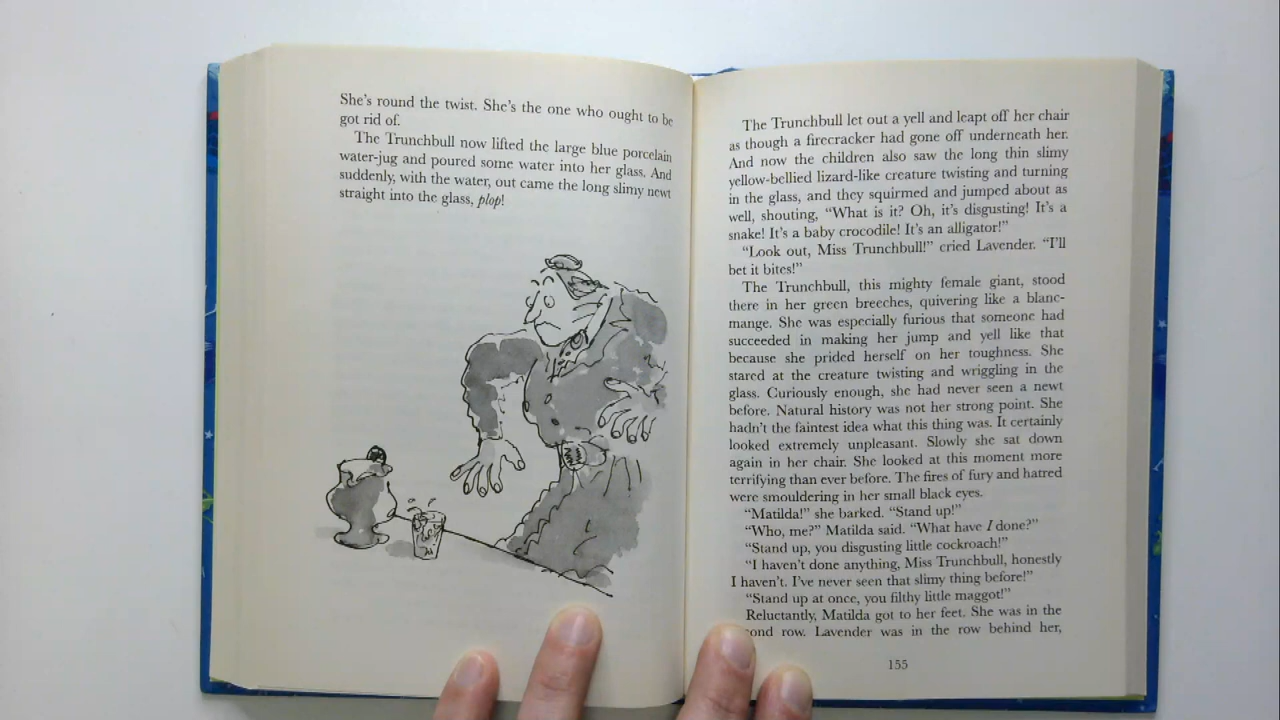 She's round the twist. She's the one who ought to be
got rid of.
The Trunchbull now lifted the large blue porcelain
water-jug and poured some water into her glass. And
suddenly, with the water, out came the long slimy newt
straight into the glass, plop!
The Trunchbull let out a yell and leapt off her chair
as though a firecracker had gone off underneath her.
And now the children also saw the long thin slimy
yellow-bellied lizard-like creature twisting and turning
in the glass, and they squirmed and jumped about as
well, shouting, "What is it? Oh, it's disgusting! It's a
snake! It's a baby crocodile! It's an alligator!"
"Look out, Miss Trunchbull!" cried Lavender. "I'll
bet it bites!"
The Trunchbull, this mighty female giant, stood
there in her green breeches, quivering like a blanc-
mange. She was especially furious that someone had
succeeded in making her jump and yell like that
because she prided herself on her toughness. She
stared at the creature twisting and wriggling in the
glass. Curiously enough, she had never seen a newt
before. Natural history was not her strong point. She
hadn't the faintest idea what this thing was. It certainly
looked extremely unpleasant. Slowly she sat down
again in her chair. She looked at this moment more
terrifying than ever before. The fires of fury and hatred
were smouldering in her small black eyes.
"Matilda!" she barked. "Stand up!"
"Who, me?" Matilda said. "What have I done?"
"Stand up, you disgusting little cockroach!"
"I haven't done anything, Miss Trunchbull, honestly
I haven't. I've never seen that slimy thing before!"
"Stand up at once, you filthy little maggot!"
Reluctantly, Matilda got to her feet. She was in the
ond row. Lavender was in the row behind her,
155